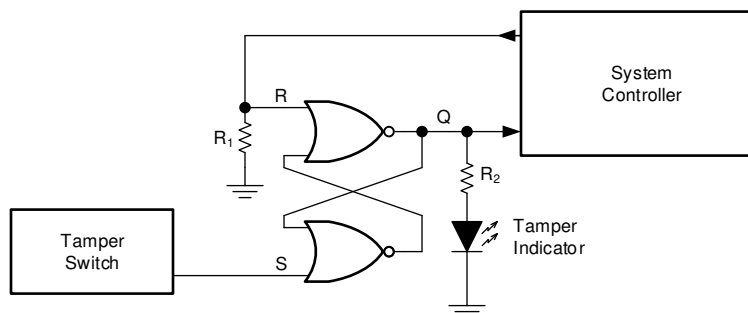 System
Controller
R
Q
R1
R2
Tamper
Indicator
Tamper
Switch
S